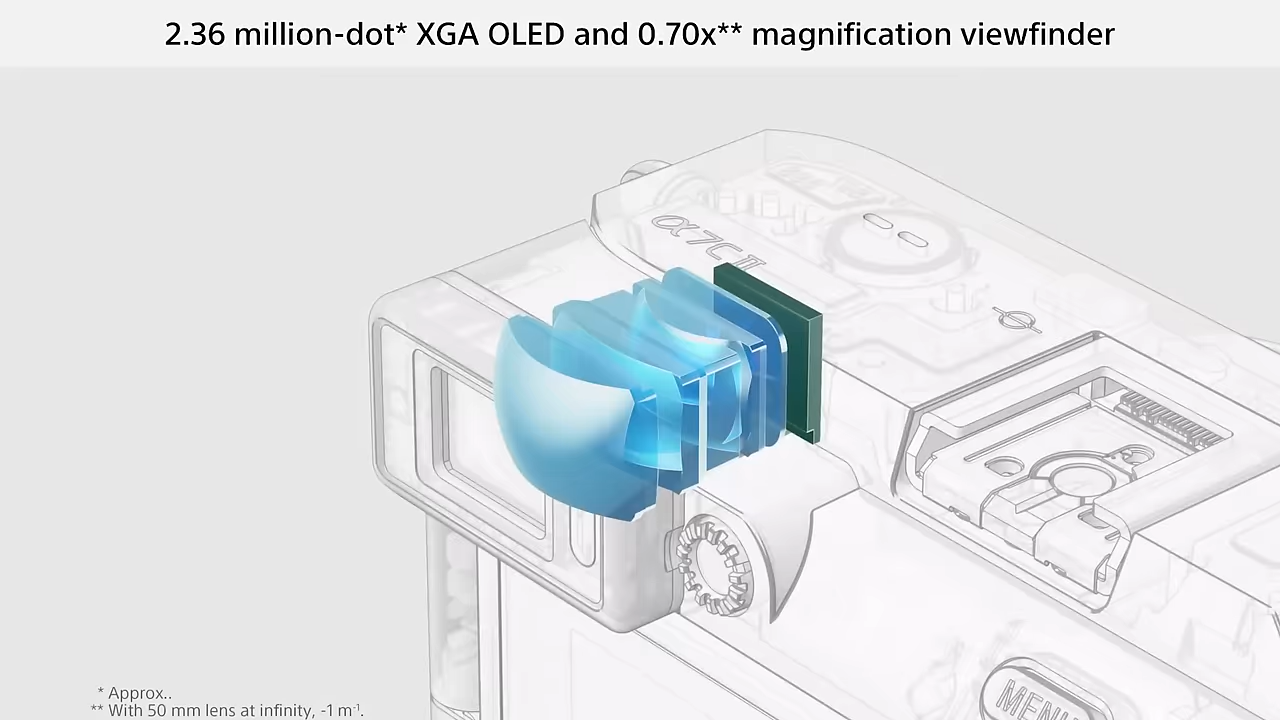 2.36 million-dot* XGA OLED and 0.70x** magnification viewfinder
α7CII
MENU
* Approx..
** With 50 mm lens at infinity, -1 m⁻¹.